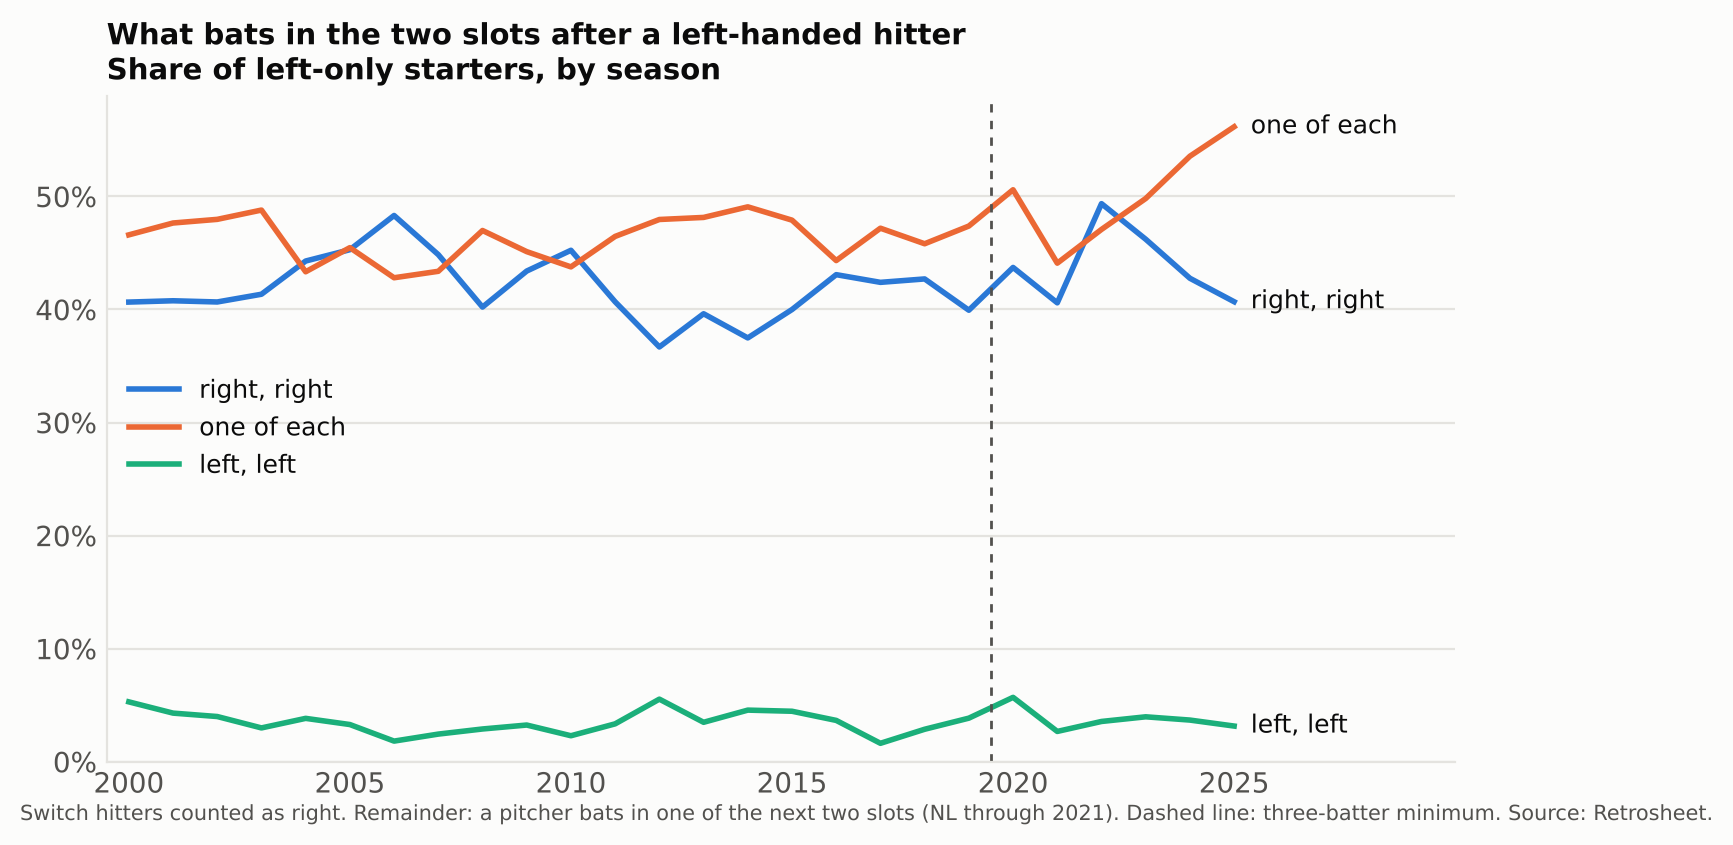 What bats in the two slots after a left-handed hitter
Share of left-only starters, by season
one of each
50%
right, right
40%
right, right
30%
one of each
left, left
20%
10%
left, left
0%
2000
2005
2010
2015
2020
2025
Switch hitters counted as right. Remainder: a pitcher bats in one of the next two slots (NL through 2021). Dashed line: three-batter minimum. Source: Retrosheet.